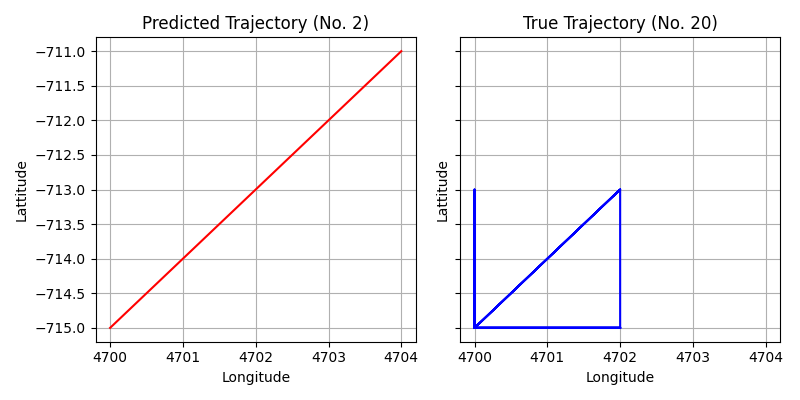 Predicted Trajectory (No. 2)
−711.0
−711.5
−712.0
−712.5
−713.0
−713.5
−714.0
−714.5
−715.0
Lattitude
4700 4701 4702 4703 4704
Longitude
True Trajectory (No. 20)
Lattitude
4700 4701 4702 4703 4704
Longitude